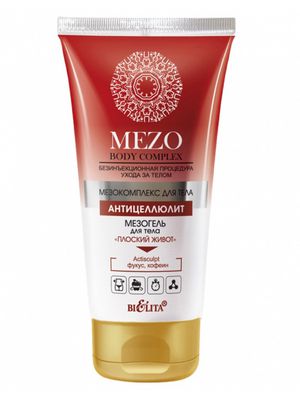 MEZO
BODY COMPLEX
БЕЗИНЪЕКЦИОННАЯ ПРОЦЕДУРА
УХОДА ЗА ТЕЛОМ
МЕЗОКОМПЛЕКС ДЛЯ ТЕЛА
АНТИЦЕЛЛЮЛИТ
МЕЗОГЕЛЬ
для тела
«ПЛОСКИЙ ЖИВОТ»
Actisculpt
фукус, кофеин
BIELITA®